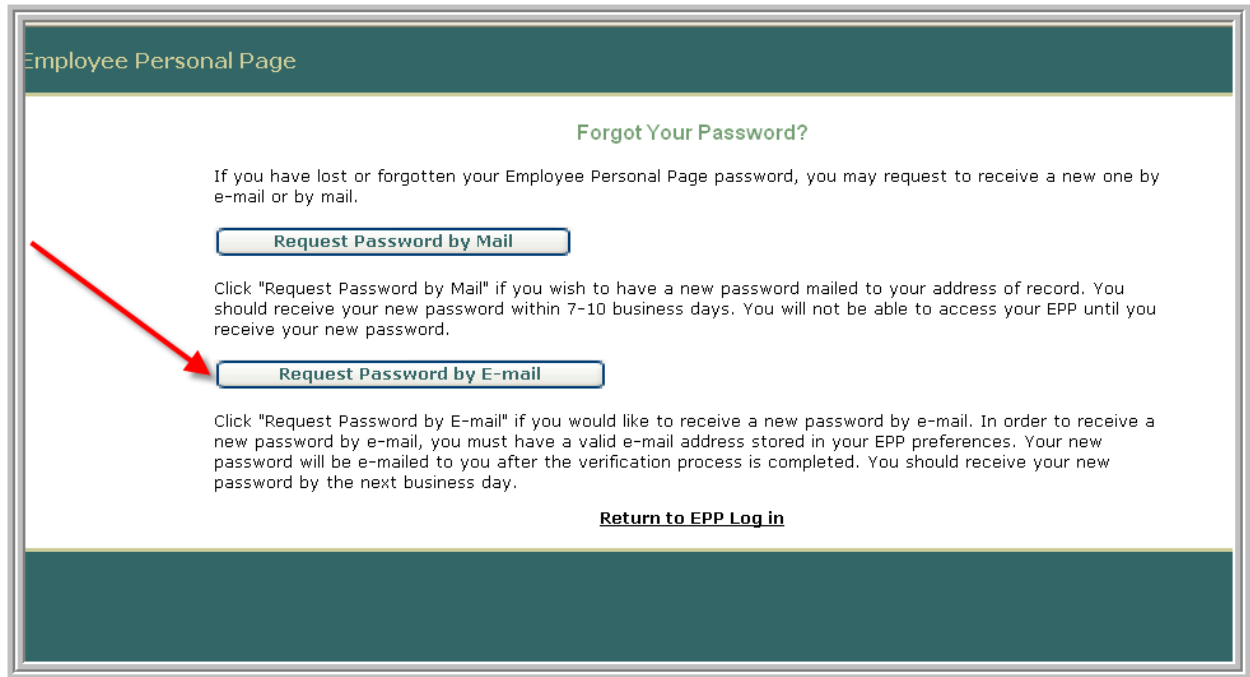 Employee Personal Page
Forgot Your Password?
If you have lost or forgotten your Employee Personal Page password, you may request to receive a new one by
e-mail or by mail.
Request Password by Mail
Click "Request Password by Mail" if you wish to have a new password mailed to your address of record. You
should receive your new password within 7-10 business days. You will not be able to access your EPP until you
receive your new password.
Request Password by E-mail
Click "Request Password by E-mail" if you would like to receive a new password by e-mail. In order to receive a
new password by e-mail, you must have a valid e-mail address stored in your EPP preferences. Your new
password will be e-mailed to you after the verification process is completed. You should receive your new
password by the next business day.
Return to EPP Log in